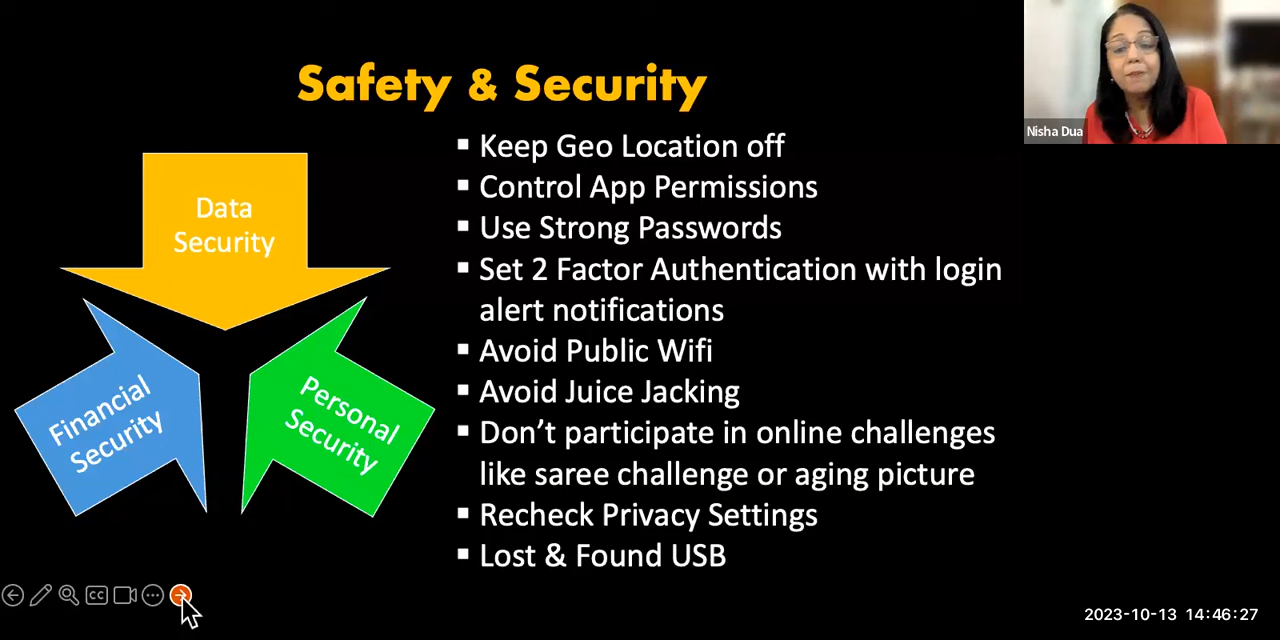 Safety & Security
Nisha Dua
Data
Security
Financial
Security
Personal
Security
▪ Keep Geo Location off
▪ Control App Permissions
▪ Use Strong Passwords
▪ Set 2 Factor Authentication with login
alert notifications
▪ Avoid Public Wifi
▪ Avoid Juice Jacking
▪ Don’t participate in online challenges
like saree challenge or aging picture
▪ Recheck Privacy Settings
▪ Lost & Found USB
CC
2023-10-13 14:46:27